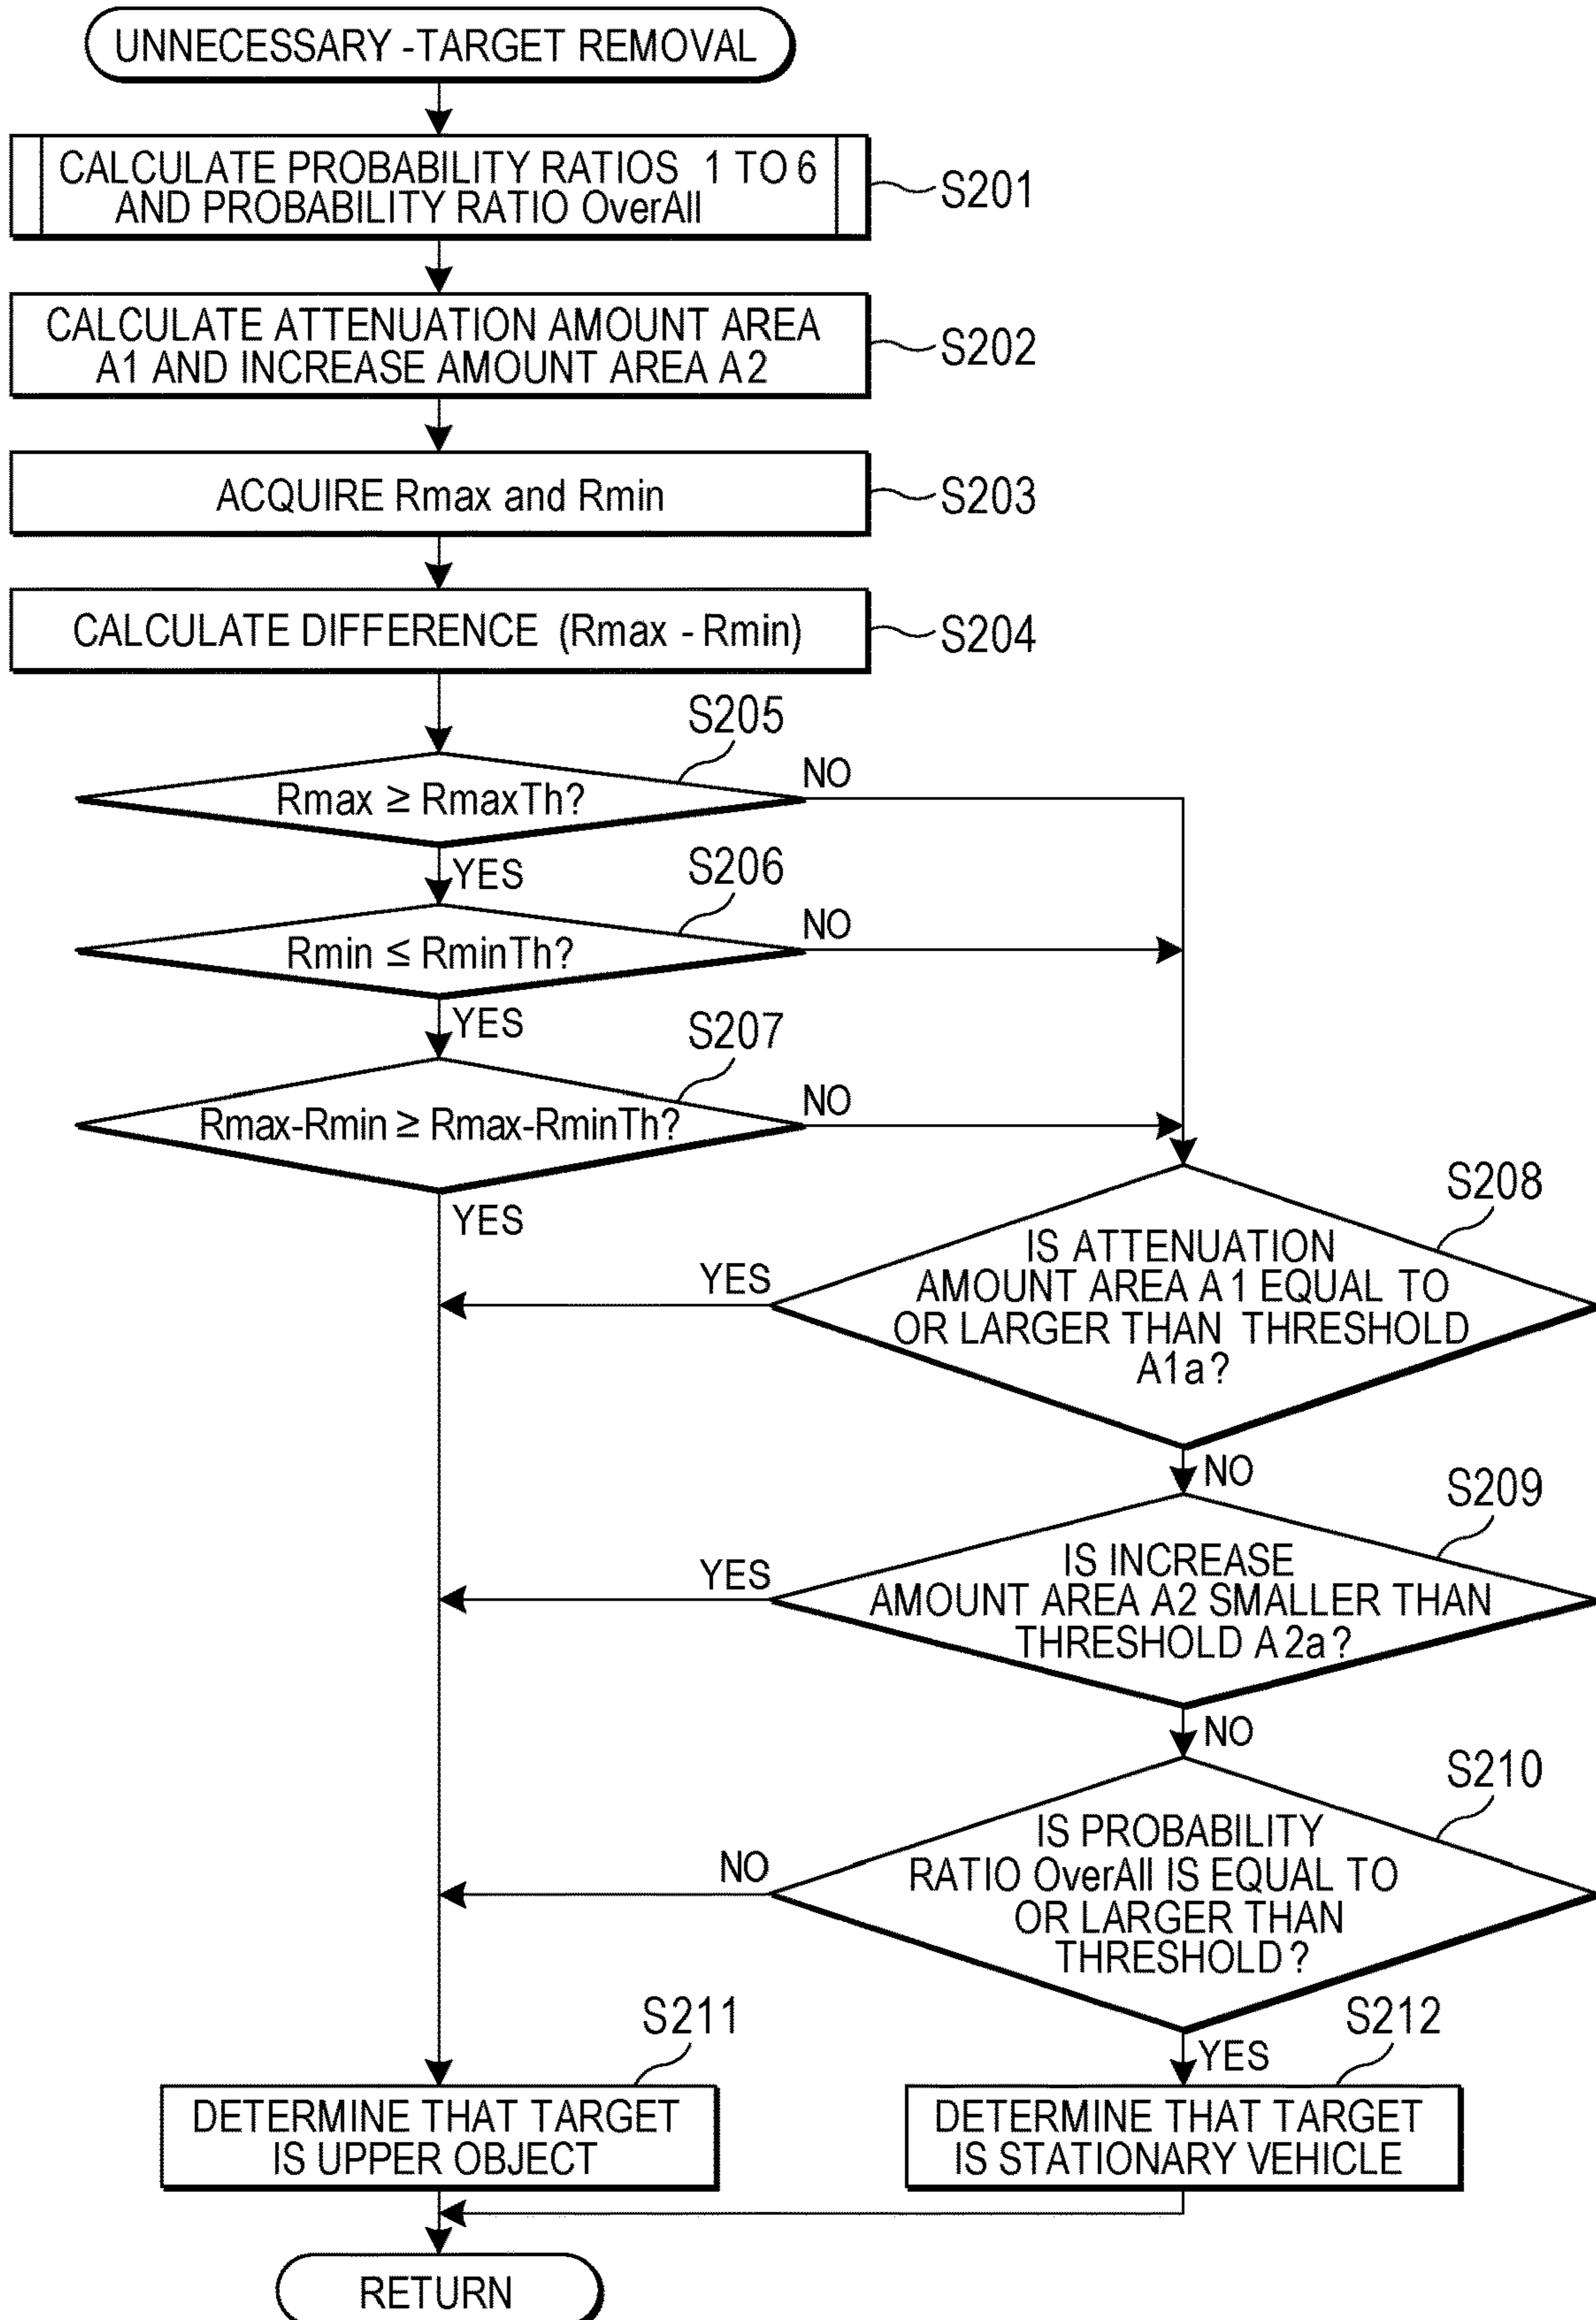 UNNECESSARY -TARGET REMOVAL
CALCULATE PROBABILITY RATIOS 1 TO 6
AND PROBABILITY RATIO OverAll
S201
CALCULATE ATTENUATION AMOUNT AREA
A1 AND INCREASE AMOUNT AREA A2
S202
ACQUIRE Rmax and Rmin
S203
CALCULATE DIFFERENCE (Rmax - Rmin)
S204
S205
Rmax ≥ RmaxTh?
NO
YES
S206
Rmin ≤ RminTh?
NO
YES
S207
Rmax-Rmin ≥ Rmax-RminTh?
NO
YES
S208
IS ATTENUATION
AMOUNT AREA A1 EQUAL TO
OR LARGER THAN THRESHOLD
A1a?
YES
NO
S209
IS INCREASE
AMOUNT AREA A2 SMALLER THAN
THRESHOLD A2a?
YES
NO
S210
IS PROBABILITY
RATIO OverAll IS EQUAL TO
OR LARGER THAN
THRESHOLD?
NO
YES
S211
DETERMINE THAT TARGET
IS UPPER OBJECT
S212
DETERMINE THAT TARGET
IS STATIONARY VEHICLE
RETURN